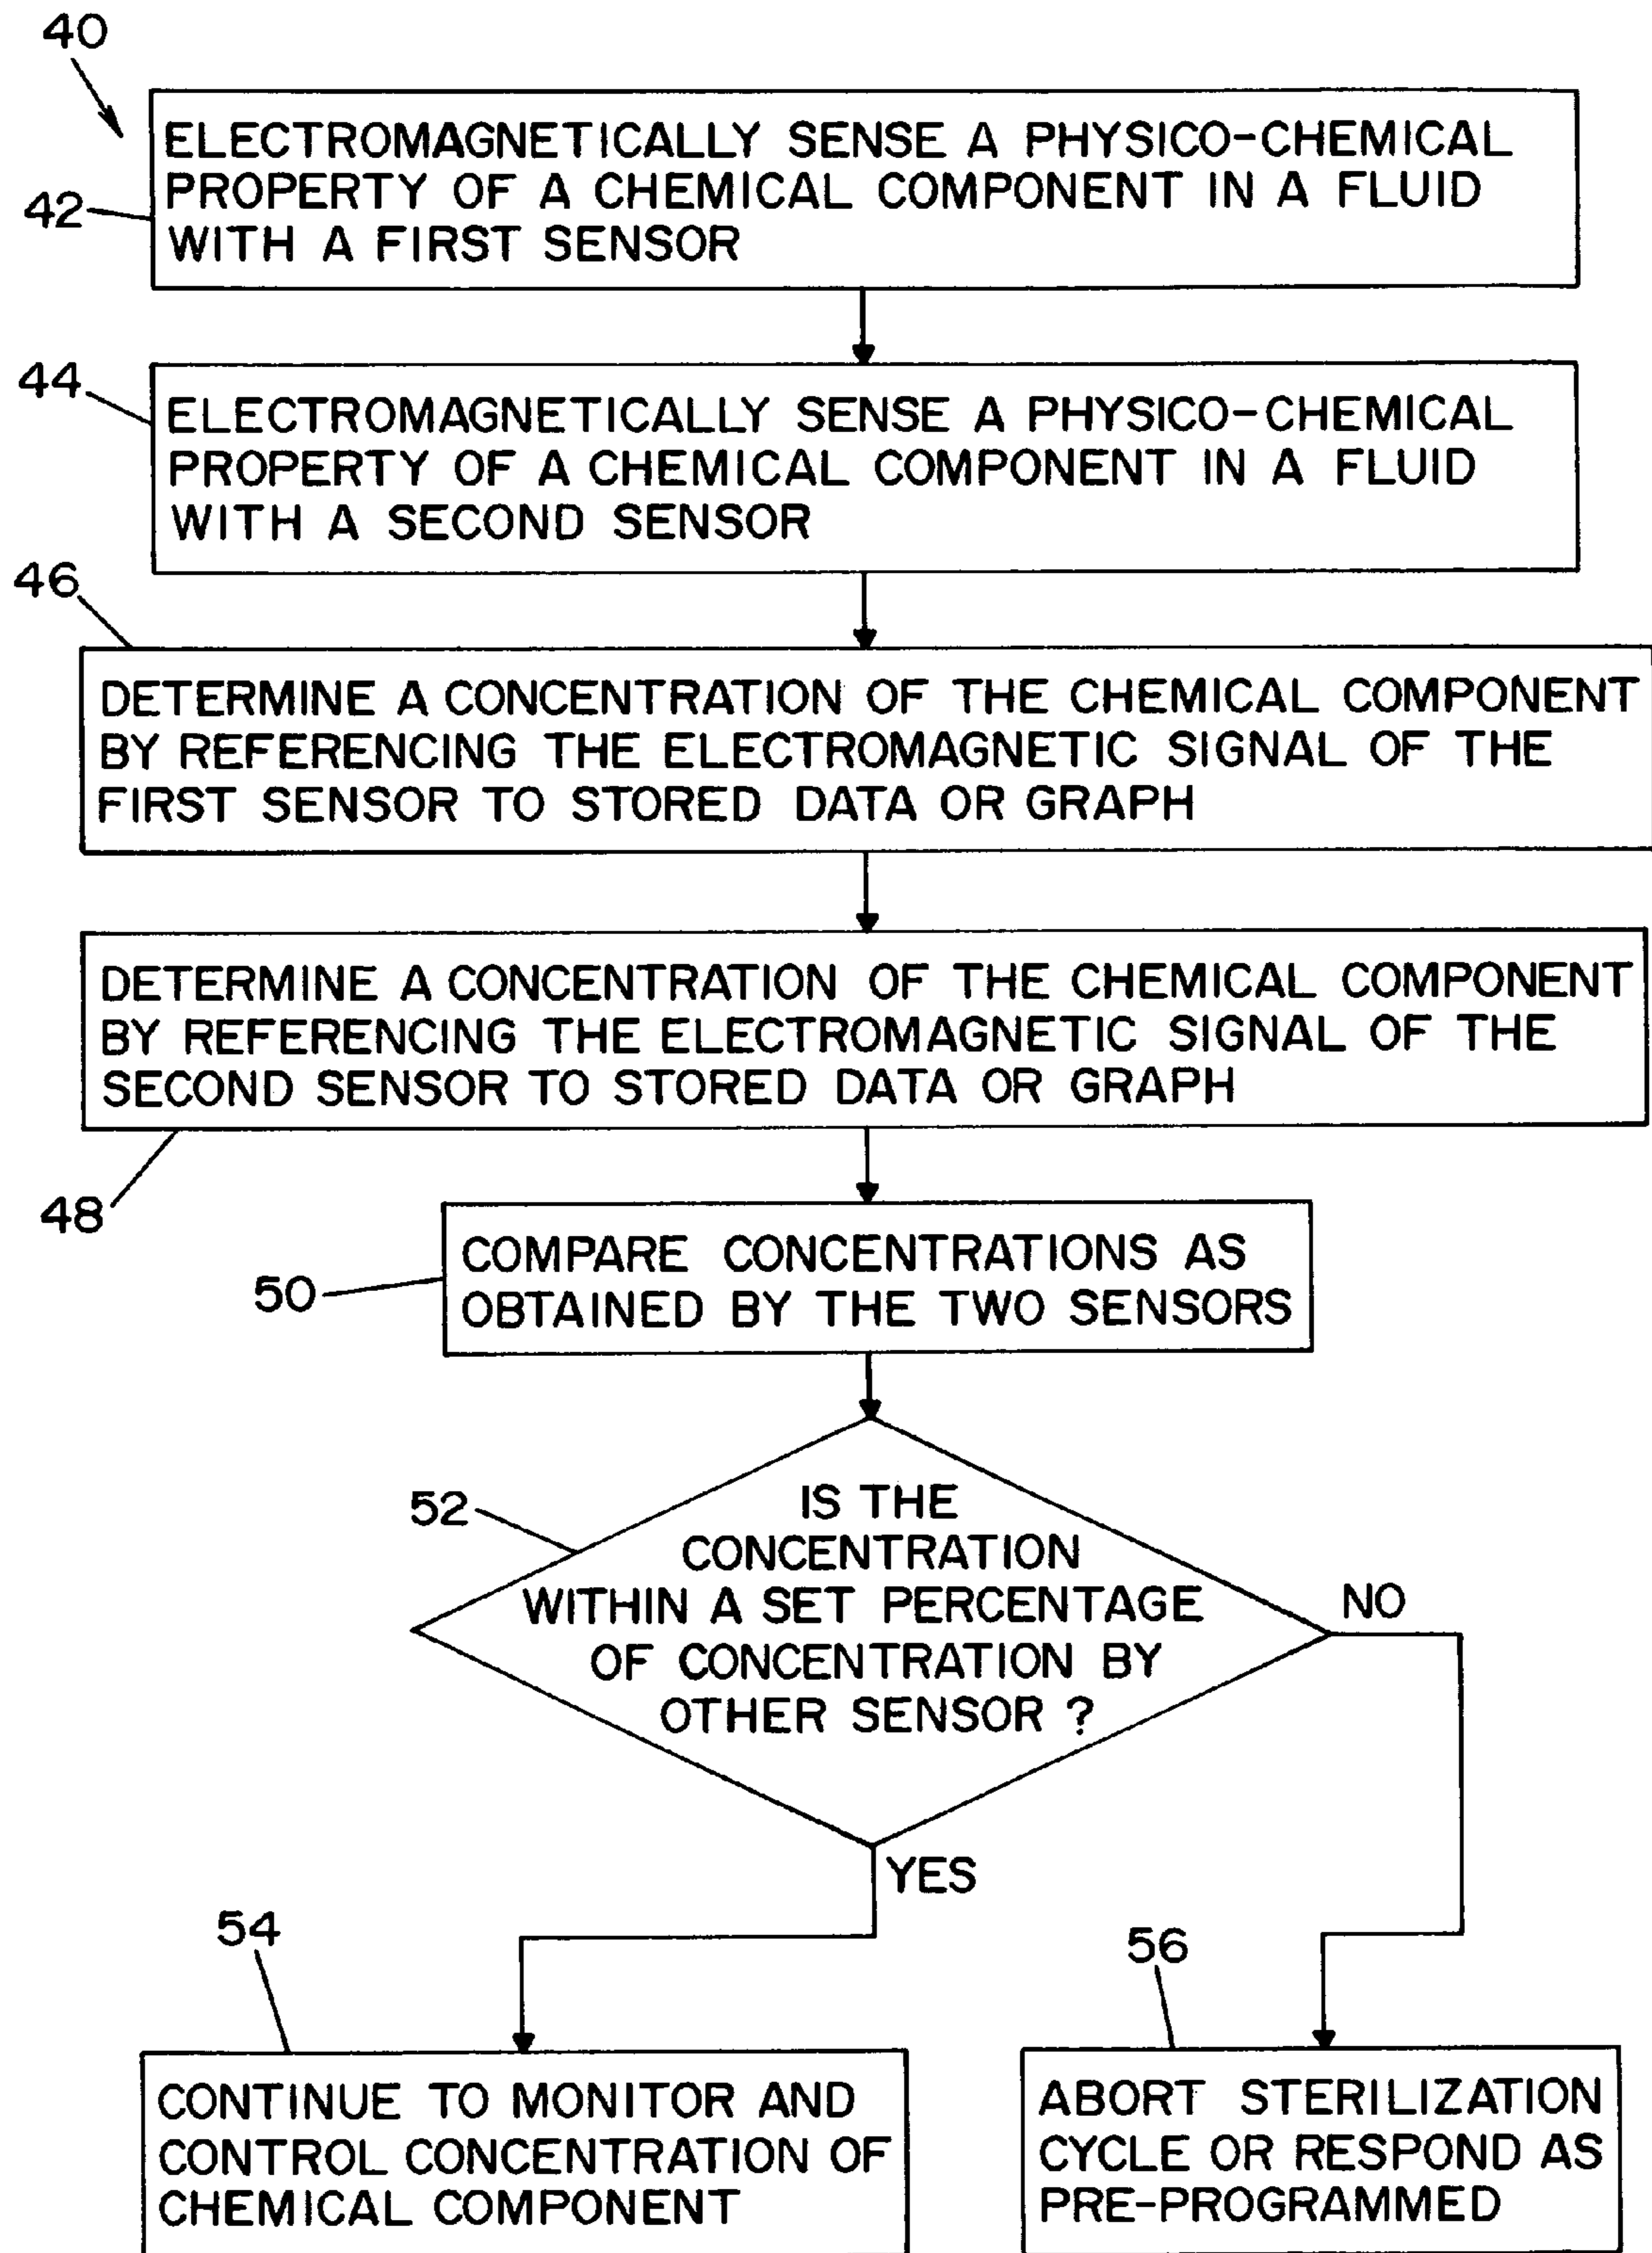 40
ELECTROMAGNETICALLY SENSE A PHYSICO-CHEMICAL
PROPERTY OF A CHEMICAL COMPONENT IN A FLUID
WITH A FIRST SENSOR
42
44
ELECTROMAGNETICALLY SENSE A PHYSICO-CHEMICAL
PROPERTY OF A CHEMICAL COMPONENT IN A FLUID
WITH A SECOND SENSOR
46
DETERMINE A CONCENTRATION OF THE CHEMICAL COMPONENT
BY REFERENCING THE ELECTROMAGNETIC SIGNAL OF THE
FIRST SENSOR TO STORED DATA OR GRAPH
DETERMINE A CONCENTRATION OF THE CHEMICAL COMPONENT
BY REFERENCING THE ELECTROMAGNETIC SIGNAL OF THE
SECOND SENSOR TO STORED DATA OR GRAPH
48
COMPARE CONCENTRATIONS AS
OBTAINED BY THE TWO SENSORS
50
52
IS THE
CONCENTRATION
WITHIN A SET PERCENTAGE
OF CONCENTRATION BY
OTHER SENSOR ?
NO
YES
54
CONTINUE TO MONITOR AND
CONTROL CONCENTRATION OF
CHEMICAL COMPONENT
56
ABORT STERILIZATION
CYCLE OR RESPOND AS
PRE-PROGRAMMED